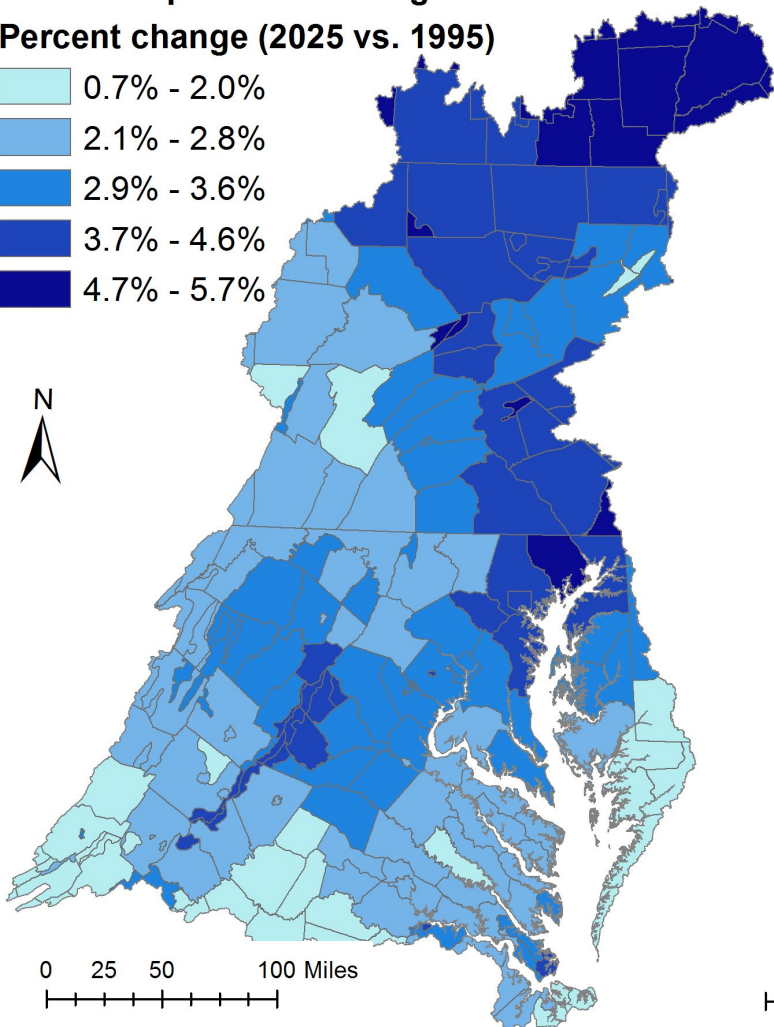 Percent change (2025 vs. 1995)
0.7% - 2.0%
2.1% - 2.8%
2.9% - 3.6%
3.7% - 4.6%
4.7% - 5.7%
N
0 25 50 100 Miles